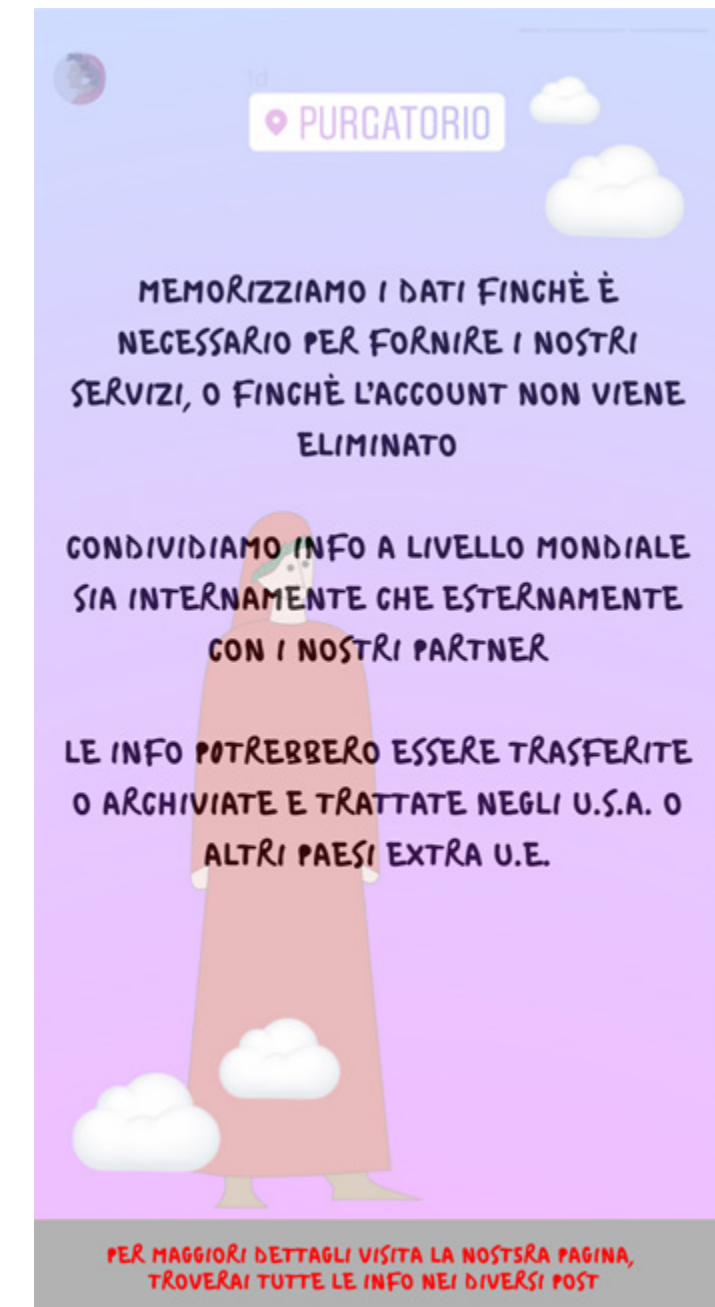 1d
PURGATORIO
MEMORIZZIAMO I DATI FINCHÈ È
NECESSARIO PER FORNIRE I NOSTRI
SERVIZI, O FINCHÈ L'ACCOUNT NON VIENE
ELIMINATO
CONDIVIDIAMO INFO A LIVELLO MONDIALE
SIA INTERNAMENTE CHE ESTERNAMENTE
CON I NOSTRI PARTNER
LE INFO POTREBBERO ESSERE TRASFERITE
O ARCHIVIATE E TRATTATE NEGLI U.S.A. O
ALTRI PAESI EXTRA U.E.
PER MAGGIORI DETTAGLI VISITA LA NOSTSRA PAGINA,
TROVERAI TUTTE LE INFO NEI DIVERSI POST